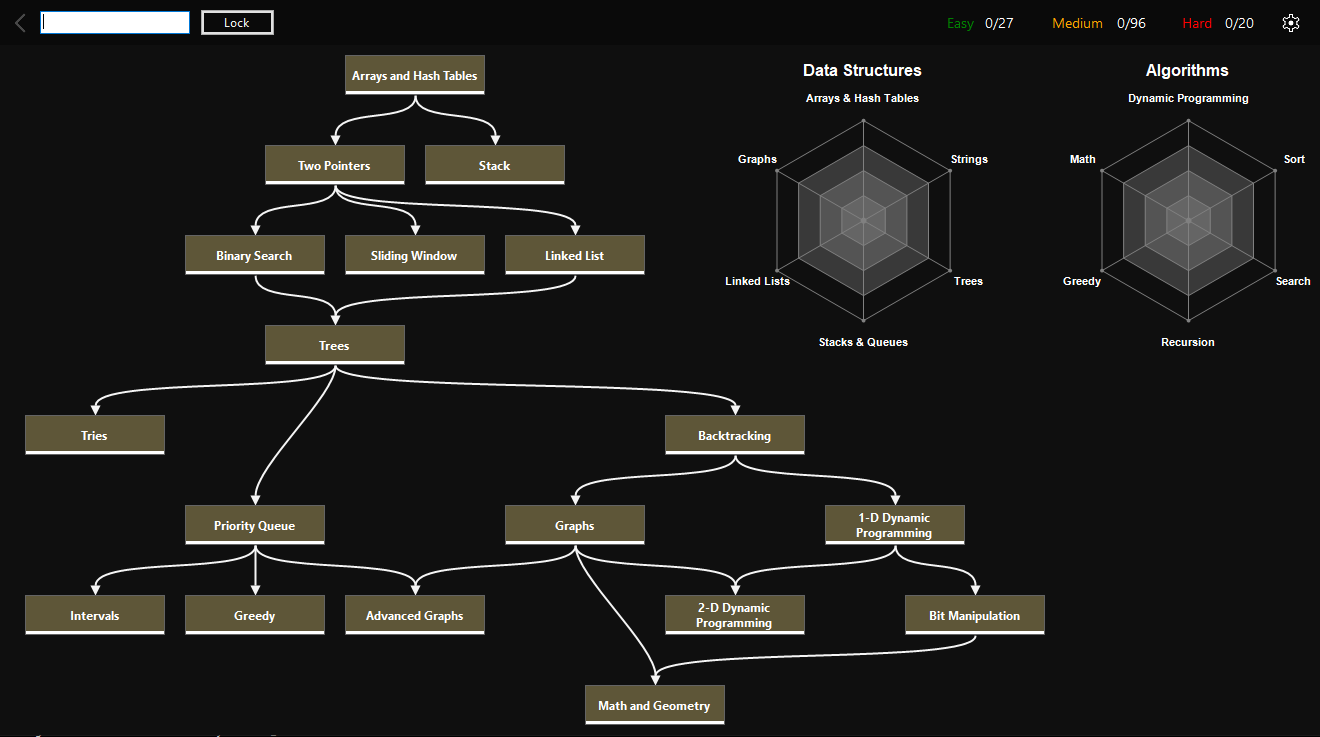 Lock
Easy 0/27 Medium 0/96 Hard 0/20
Arrays and Hash Tables
Two Pointers
Stack
Binary Search
Sliding Window
Linked List
Trees
Tries
Backtracking
Priority Queue
Graphs
1-D Dynamic
Programming
Intervals
Greedy
Advanced Graphs
2-D Dynamic
Programming
Bit Manipulation
Math and Geometry
Data Structures
Arrays & Hash Tables
Graphs
Strings
Linked Lists
Trees
Stacks & Queues
Algorithms
Dynamic Programming
Math
Sort
Greedy
Search
Recursion